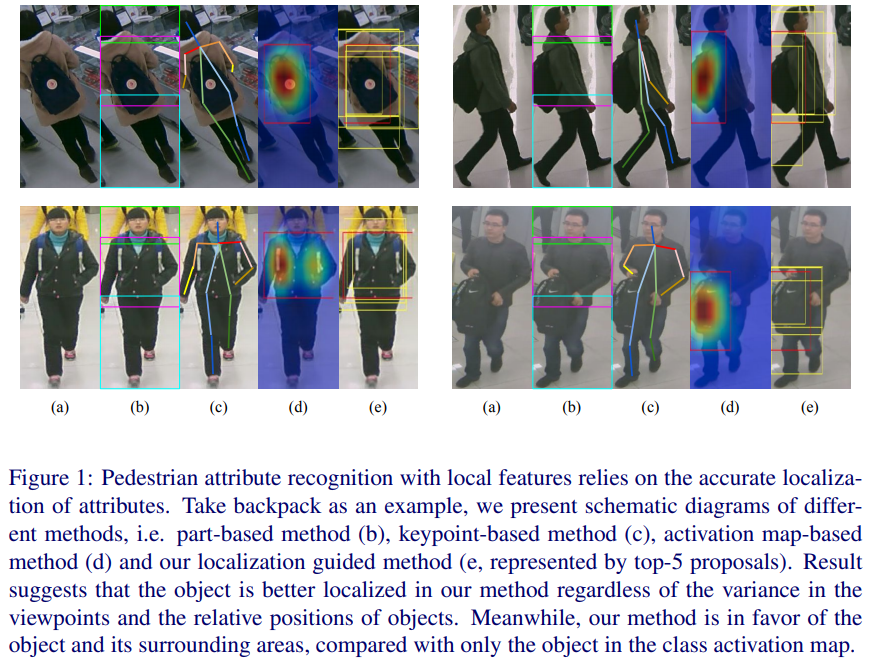 (a) (b) (c) (d) (e) (a) (b) (c) (d) (e)
Figure 1: Pedestrian attribute recognition with local features relies on the accurate localiza-
tion of attributes. Take backpack as an example, we present schematic diagrams of differ-
ent methods, i.e. part-based method (b), keypoint-based method (c), activation map-based
method (d) and our localization guided method (e, represented by top-5 proposals). Result
suggests that the object is better localized in our method regardless of the variance in the
viewpoints and the relative positions of objects. Meanwhile, our method is in favor of the
object and its surrounding areas, compared with only the object in the class activation map.